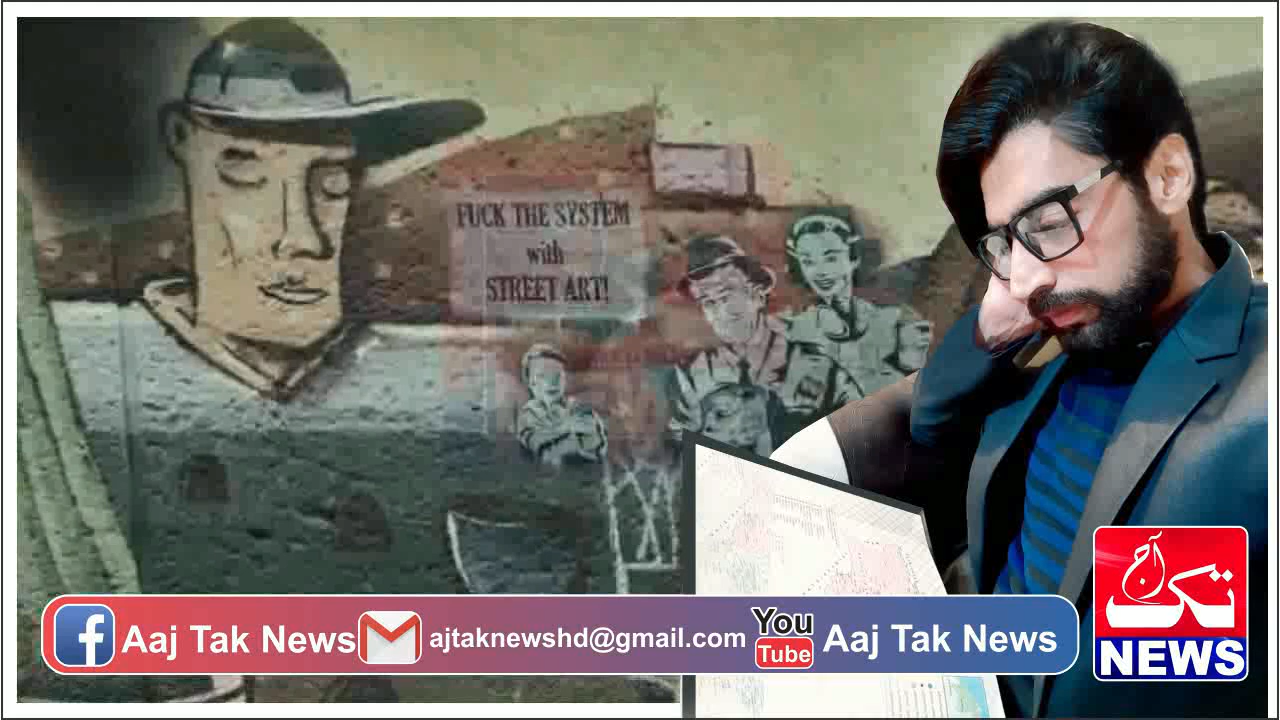 FUCK THE SYSTEM
with
STREET ART!
Aaj Tak News
ajtaknewshd@gmail.com
You
Tube
Aaj Tak News
آج
تک
NEWS